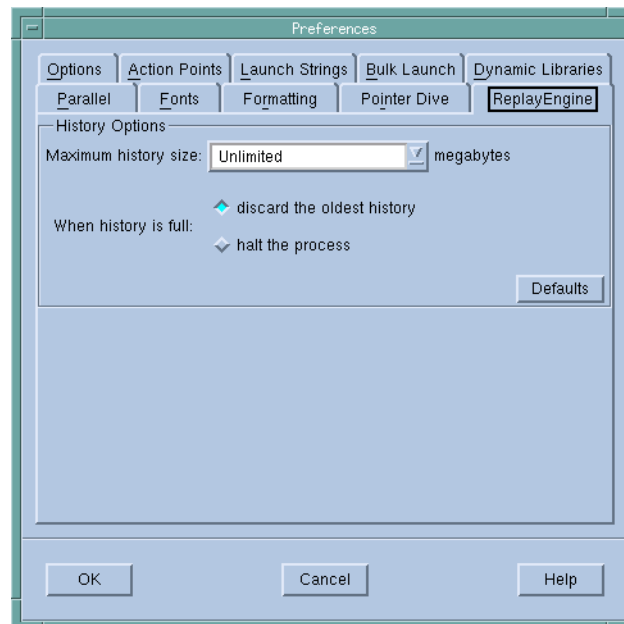 Preferences
Options Action Points Launch Strings Bulk Launch Dynamic Libraries
Parallel Fonts Formatting Pointer Dive ReplayEngine
History Options
Maximum history size: Unlimited megabytes
discard the oldest history
When history is full:
halt the process
Defaults
OK Cancel Help